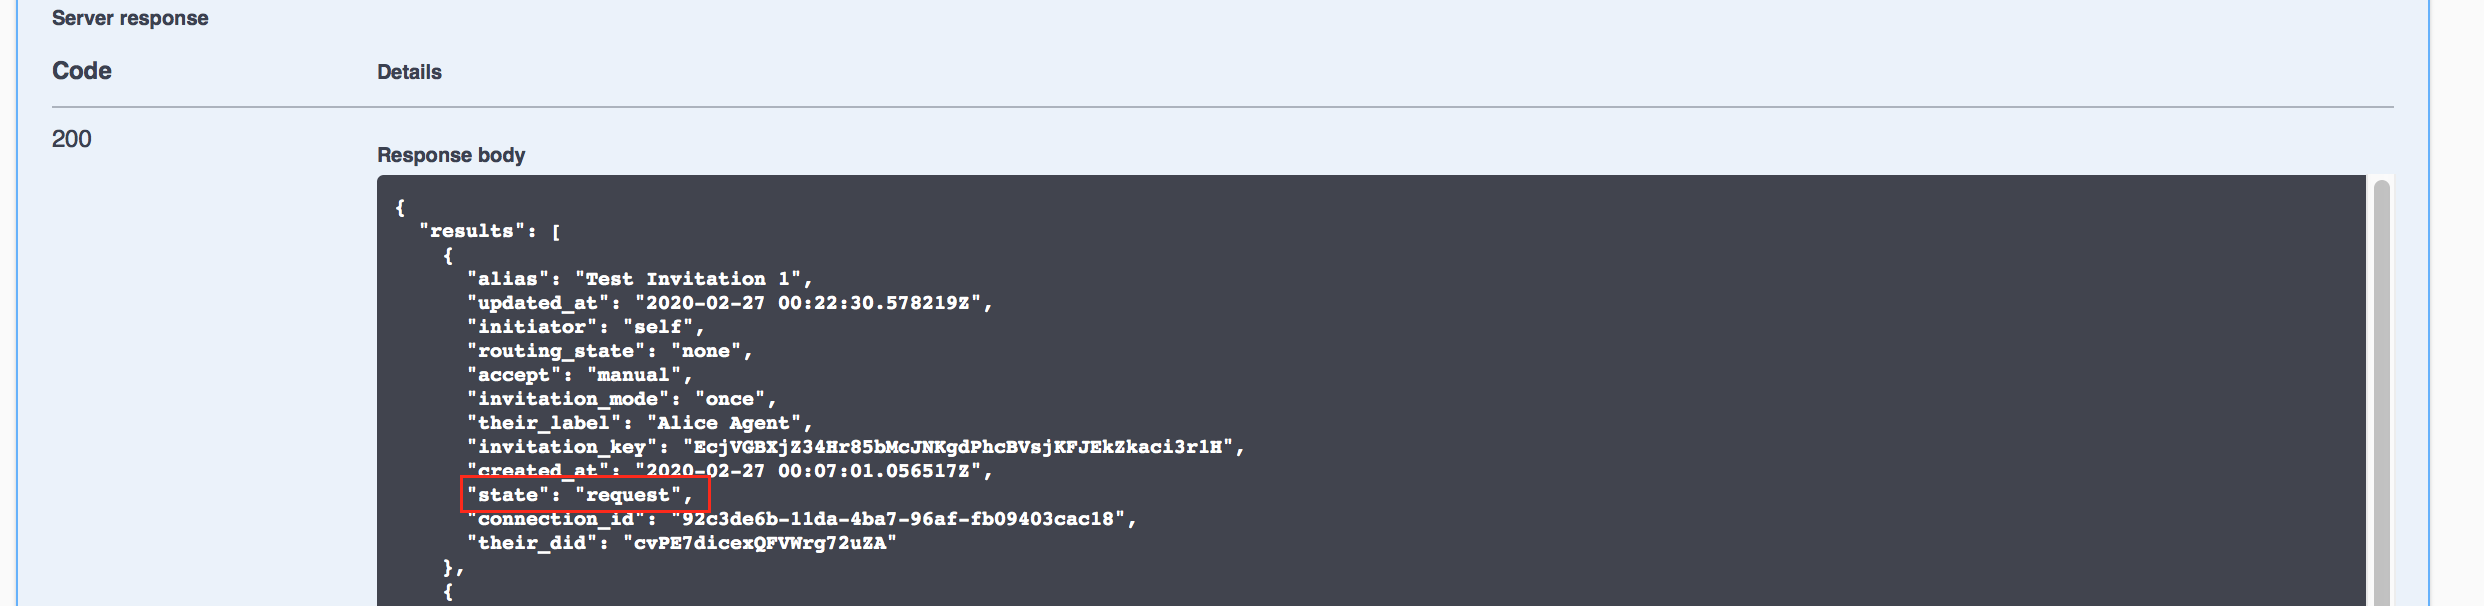 Server response
Code Details
200
Response body
{
"results": [
{
"alias": "Test Invitation 1",
"updated_at": "2020-02-27 00:22:30.578219Z",
"initiator": "self",
"routing_state": "none",
"accept": "manual",
"invitation_mode": "once",
"their_label": "Alice Agent",
"invitation_key": "EcjVGBXjZ34Hr85bMcJNKgdPhcBVsjKFJEkZkaci3r1H",
"created_at": "2020-02-27 00:07:01.056517Z",
"state": "request",
"connection_id": "92c3de6b-11da-4ba7-96af-fb09403cac18",
"their_did": "cvPE7dicexQFVWrg72uZA"
},
{